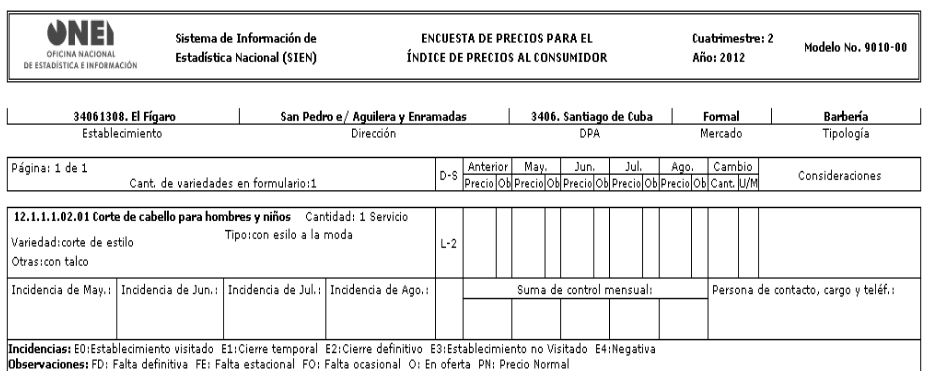 ONEI
OFICINA NACIONAL
DE ESTADÍSTICA E INFORMACIÓN
Sistema de Información de
Estadística Nacional (SIEN)
ENCUESTA DE PRECIOS PARA EL
ÍNDICE DE PRECIOS AL CONSUMIDOR
Cuatrimestre: 2
Año: 2012
Modelo No. 9010-00
34061308. El Fígaro San Pedro e/ Aguilera y Enramadas 3406. Santiago de Cuba Formal Barbería
Establecimiento Dirección DPA Mercado Tipología
Página: 1 de 1
Cant. de variedades en formulario:1
D-S
Anterior May. Jun. Jul. Ago. Cambio
Precio Ob Precio Ob Precio Ob Precio Ob Precio Ob Cant. U/M
Consideraciones
12.1.1.1.02.01 Corte de cabello para hombres y niños Cantidad: 1 Servicio
Variedad:corte de estilo Tipo:con esilo a la moda
Otras:con talco
L-2
Incidencia de May.: Incidencia de Jun.: Incidencia de Jul.: Incidencia de Ago.: Suma de control mensual: Persona de contacto, cargo y teléf.:
Incidencias: E0:Establecimiento visitado E1:Cierre temporal E2:Cierre definitivo E3:Establecimiento no Visitado E4:Negativa
Observaciones: FD: Falta definitiva FE: Falta estacional FO: Falta ocasional O: En oferta PN: Precio Normal